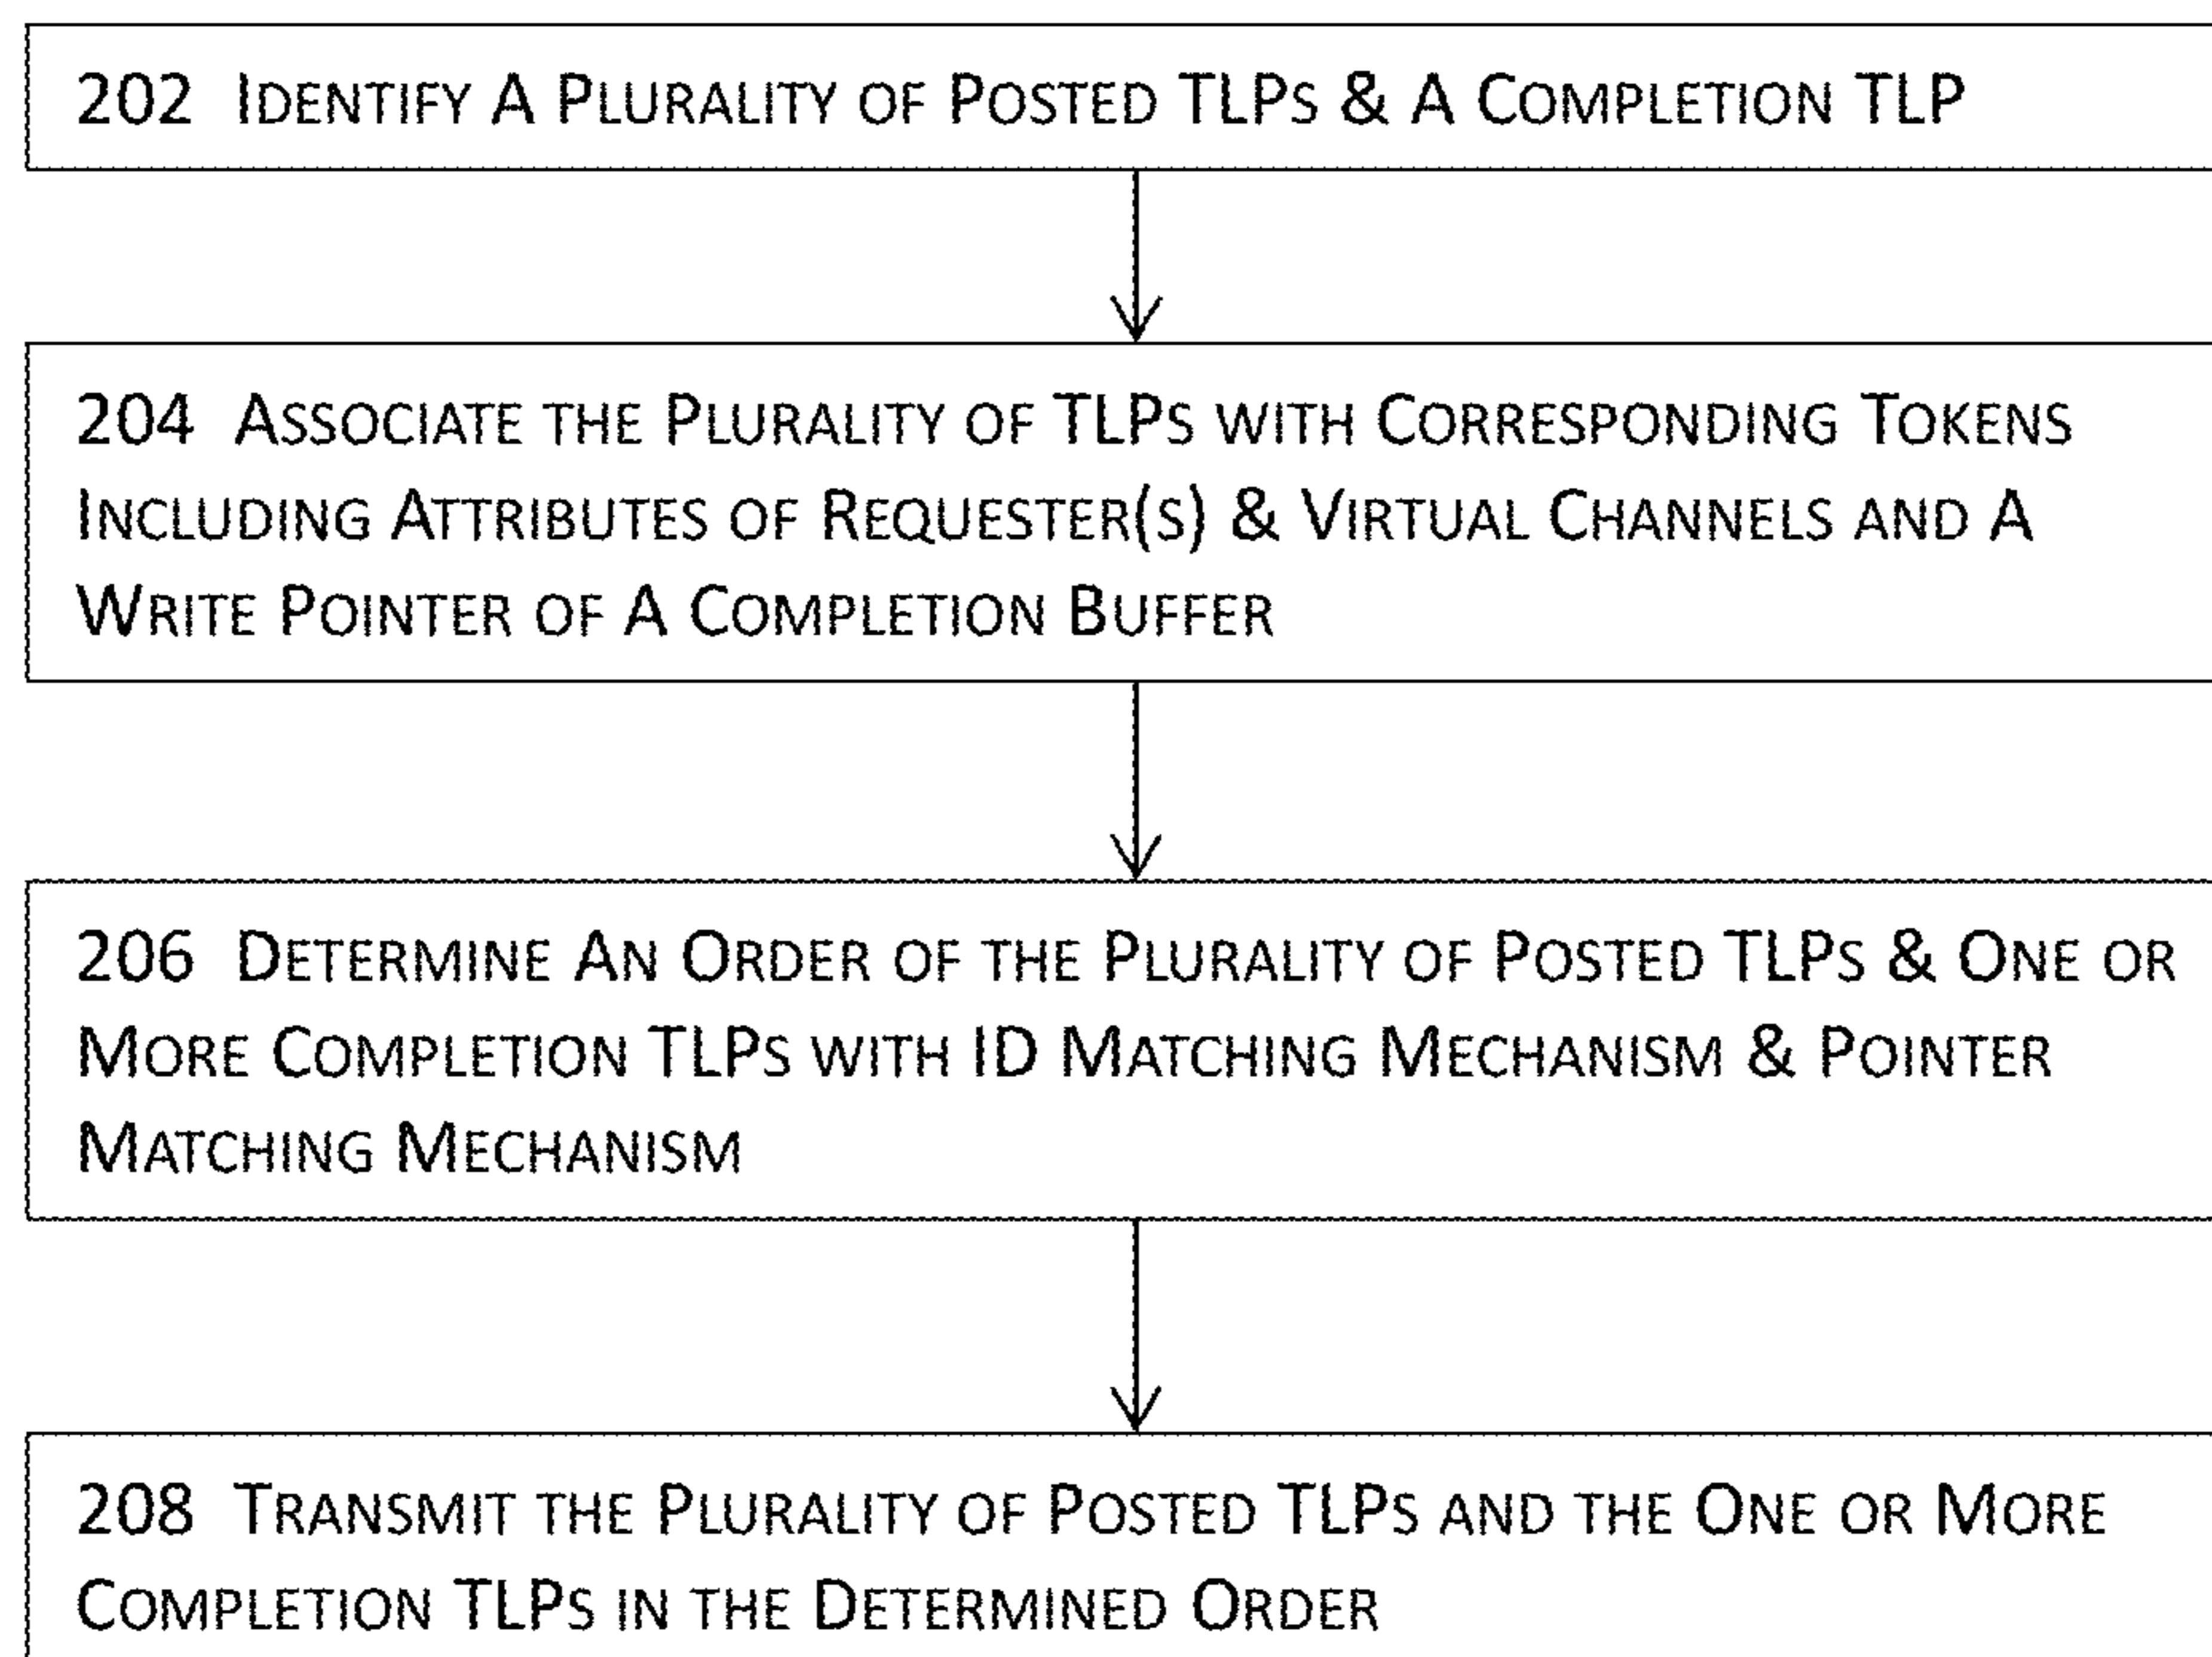 202 Identify A Plurality of Posted TLPs & A Completion TLP
204 Associate the Plurality of TLPs with Corresponding Tokens
Including Attributes of Requester(s) & Virtual Channels and A
Write Pointer of A Completion Buffer
206 Determine An Order of the Plurality of Posted TLPs & One or
More Completion TLPs with ID Matching Mechanism & Pointer
Matching Mechanism
208 Transmit the Plurality of Posted TLPs and the One or More
Completion TLPs in the Determined Order